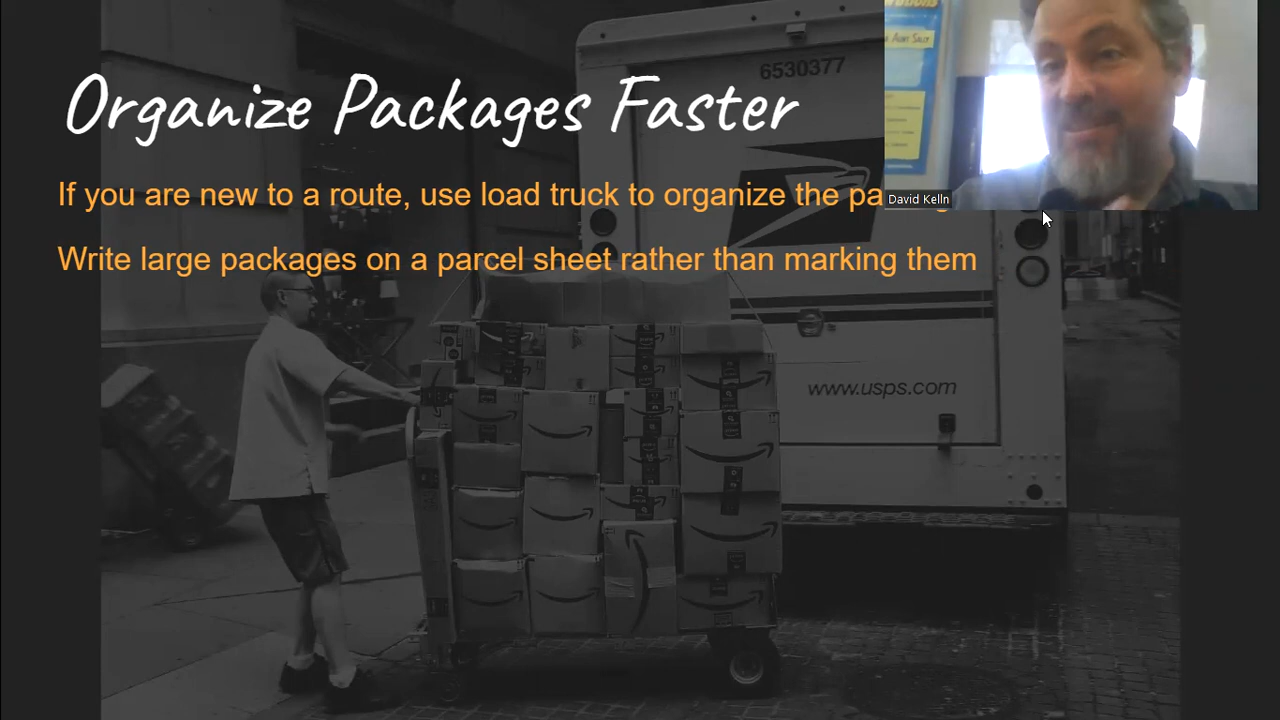 Organize Packages Faster
6530377
If you are new to a route, use load truck to organize the
David Kelln
Write large packages on a parcel sheet rather than marking them
www.usps.com